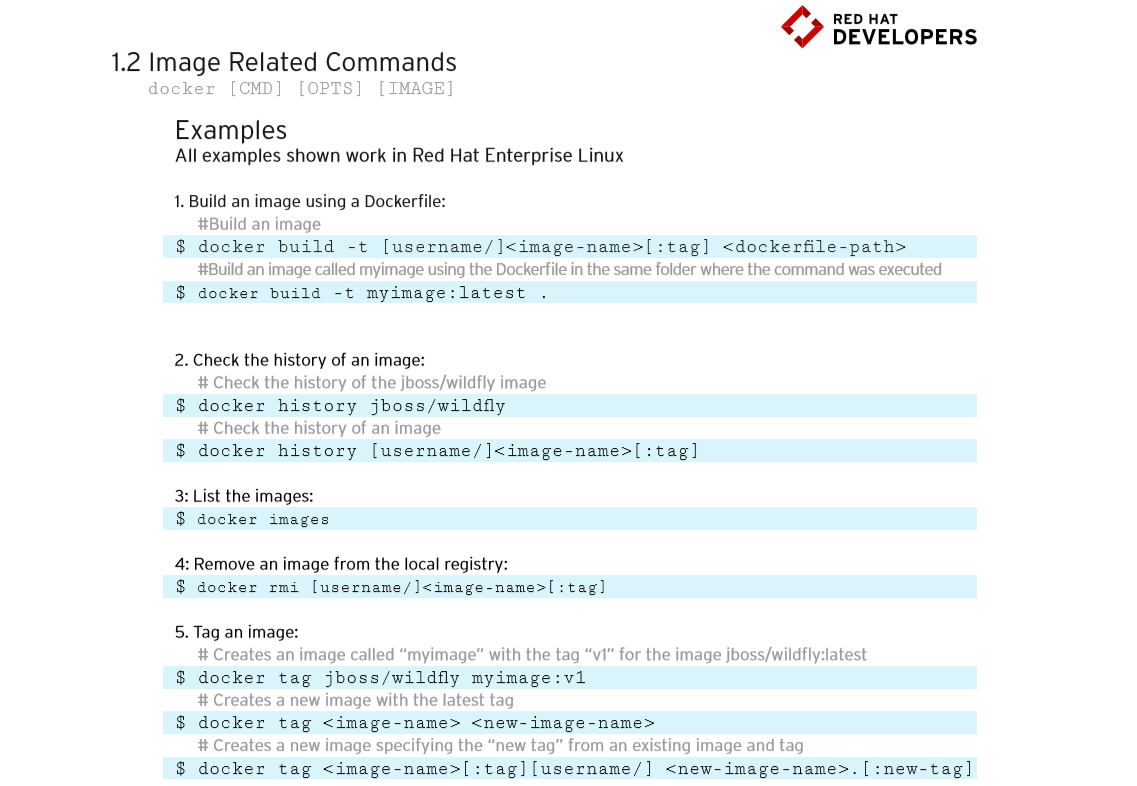 RED HAT
DEVELOPERS
1.2 Image Related Commands
docker [CMD] [OPTS] [IMAGE]
Examples
All examples shown work in Red Hat Enterprise Linux
1. Build an image using a Dockerfile:
#Build an image
$ docker build -t [username/]<image-name>[:tag] <dockerfile-path>
#Build an image called myimage using the Dockerfile in the same folder where the command was executed
$ docker build -t myimage:latest .
2. Check the history of an image:
# Check the history of the jboss/wildfly image
$ docker history jboss/wildfly
# Check the history of an image
$ docker history [username/]<image-name>[:tag]
3: List the images:
$ docker images
4: Remove an image from the local registry:
$ docker rmi [username/]<image-name>[:tag]
5. Tag an image:
# Creates an image called “myimage” with the tag “v1” for the image jboss/wildfly:latest
$ docker tag jboss/wildfly myimage:v1
# Creates a new image with the latest tag
$ docker tag <image-name> <new-image-name>
# Creates a new image specifying the “new tag” from an existing image and tag
$ docker tag <image-name>[:tag][username/] <new-image-name>.[:new-tag]